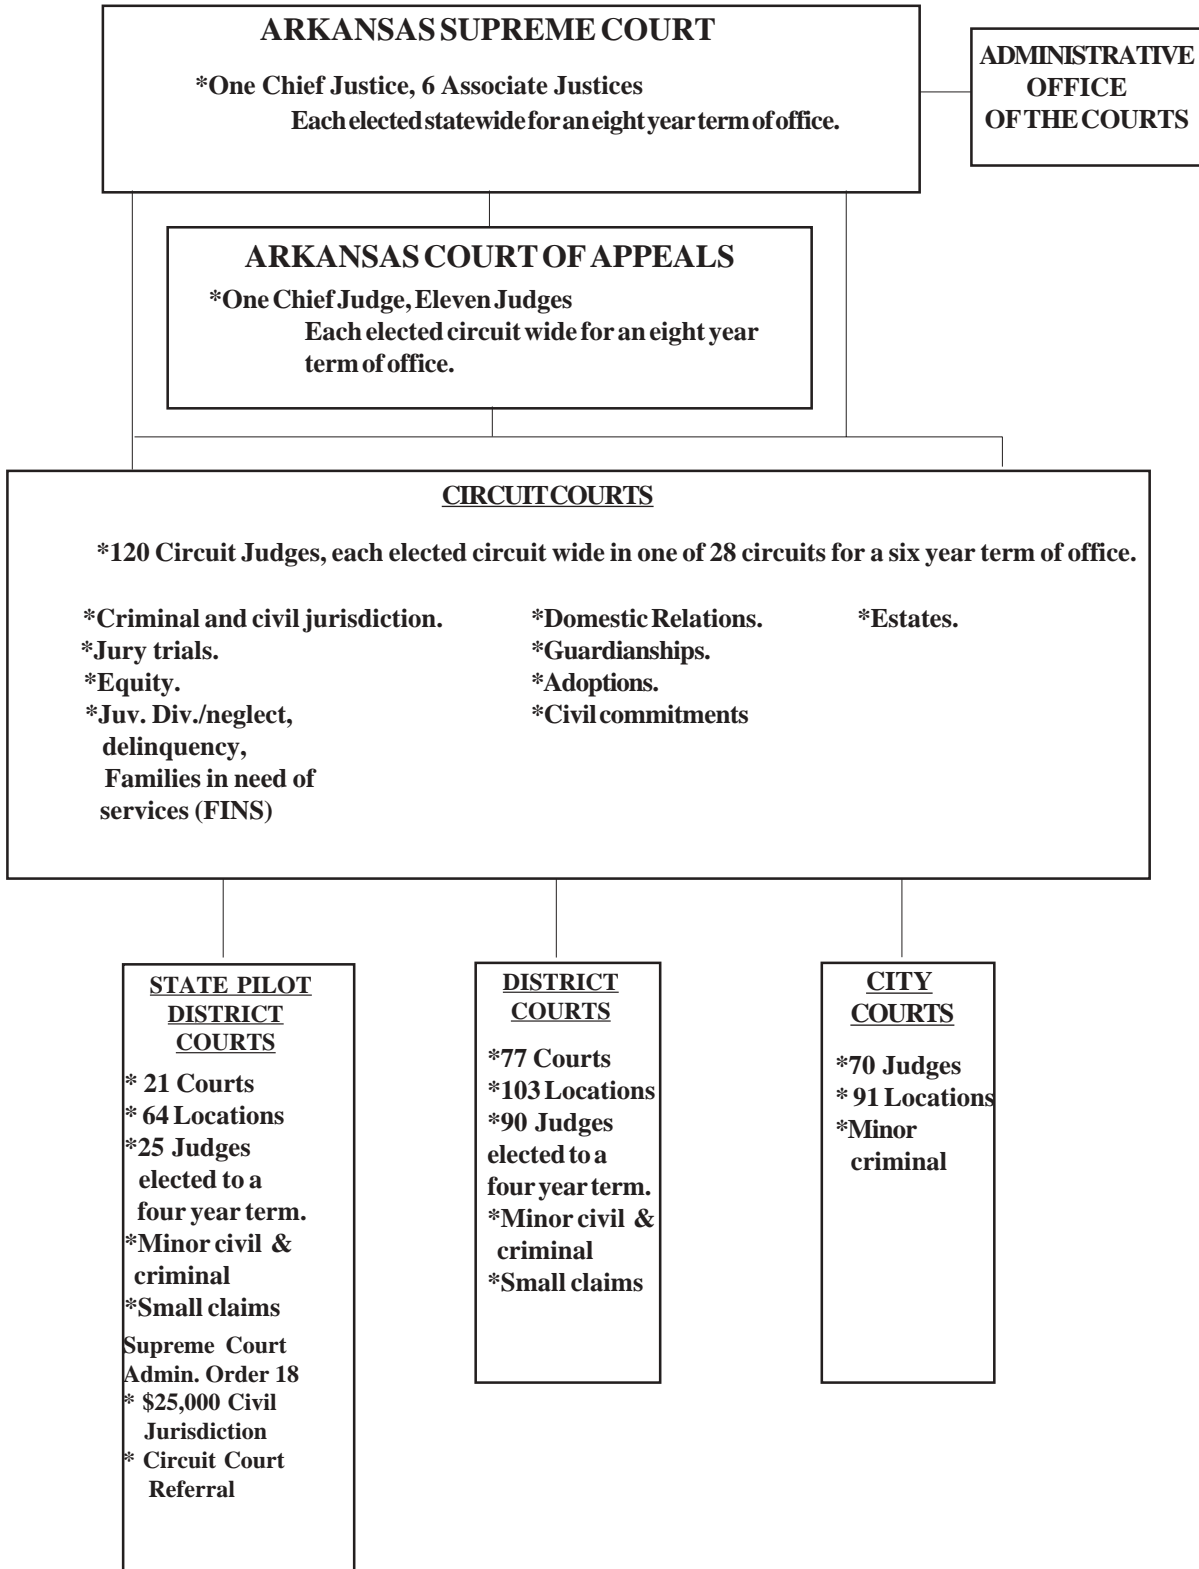 ARKANSAS SUPREME COURT
*One Chief Justice, 6 Associate Justices
Each elected statewide for an eight year term of office.
ADMINISTRATIVE
OFFICE
OF THE COURTS
ARKANSAS COURT OF APPEALS
*One Chief Judge, Eleven Judges
Each elected circuit wide for an eight year
term of office.
CIRCUIT COURTS
*120 Circuit Judges, each elected circuit wide in one of 28 circuits for a six year term of office.
*Criminal and civil jurisdiction.
*Jury trials.
*Equity.
*Juv. Div./neglect,
delinquency,
Families in need of
services (FINS)
*Domestic Relations.
*Guardianships.
*Adoptions.
*Civil commitments
*Estates.
STATE PILOT
DISTRICT
COURTS
* 21 Courts
* 64 Locations
*25 Judges
elected to a
four year term.
*Minor civil &
criminal
*Small claims
Supreme Court
Admin. Order 18
* $25,000 Civil
Jurisdiction
* Circuit Court
Referral
DISTRICT
COURTS
*77 Courts
*103 Locations
*90 Judges
elected to a
four year term.
*Minor civil &
criminal
*Small claims
CITY
COURTS
*70 Judges
* 91 Locations
*Minor
criminal